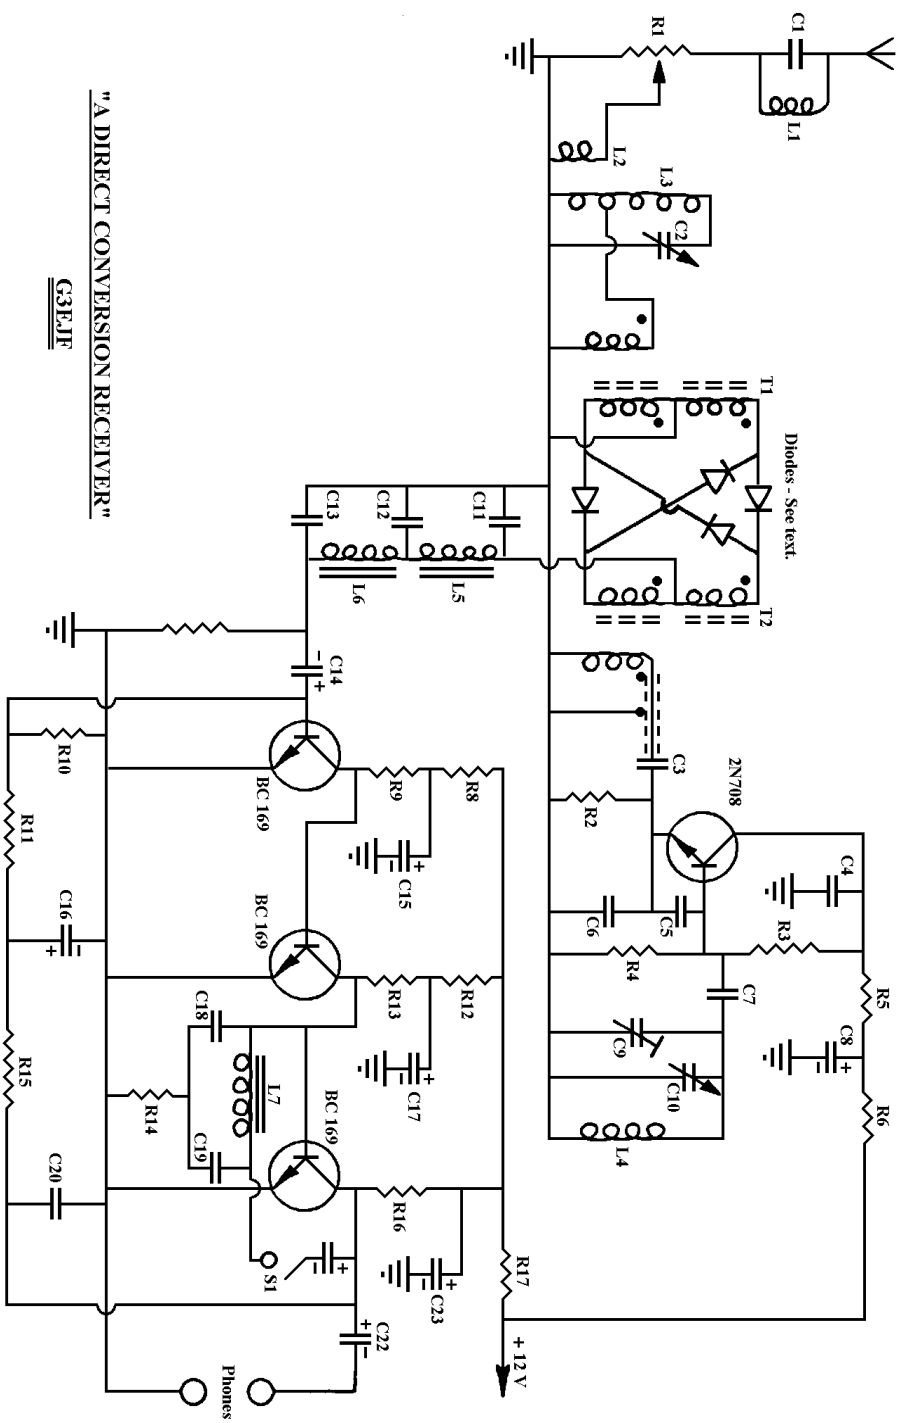 C1
L1
R1
L2
L3
C2
T1
Diodes - See text.
T2
C3
2N708
R2
C4
C5
C6
R3
R4
C7
R5
C8
C9
C10
R6
L4
C11
C12
C13
L5
L6
C14
+
−
BC 169
R8
R9
+
−
C15
R10
R11
C16
−
+
BC 169
R12
R13
+
−
C17
C18
L7
C19
R14
R15
BC 169
C20
R16
S1
+
−
+
−
C23
R17
+ 12 V
C22
+
−
Phones
+
−
"A DIRECT CONVERSION RECEIVER"
G3EJF